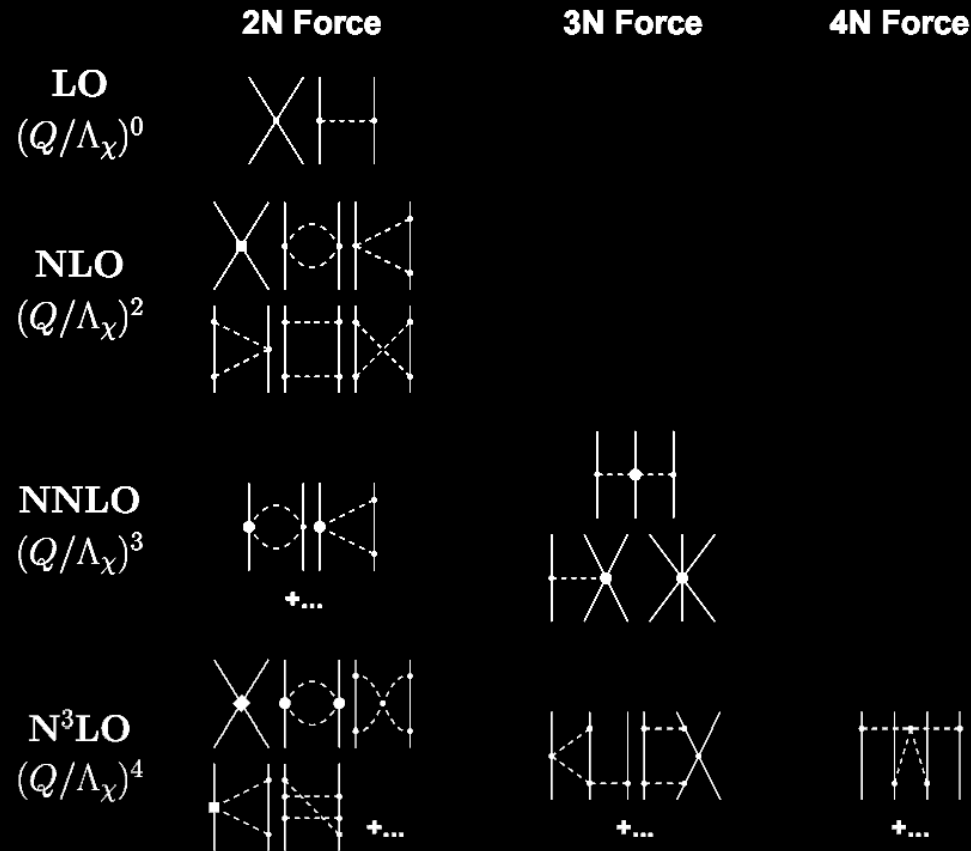 2N Force 3N Force 4N Force
LO
(Q/Λχ)⁰
NLO
(Q/Λχ)²
NNLO
(Q/Λχ)³
+...
N³LO
(Q/Λχ)⁴
+... +... +...